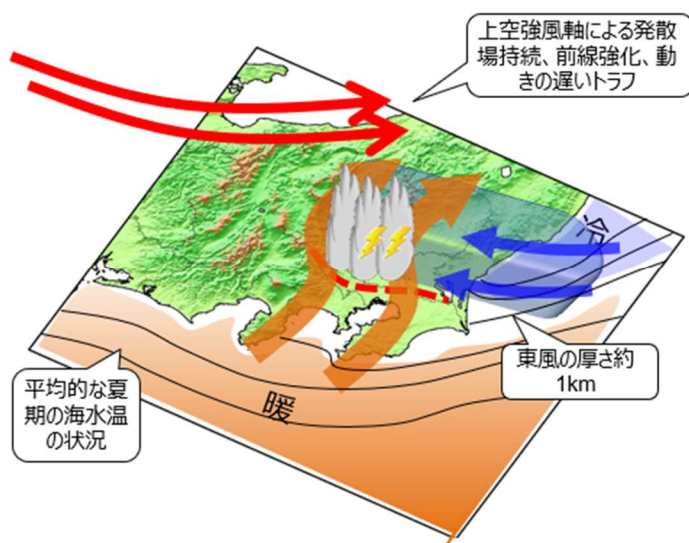 上空強風軸による発散
場持続、前線強化、動
きの遅いトラフ
冷
東風の厚さ約
1km
平均的な夏
期の海水温
の状況
暖